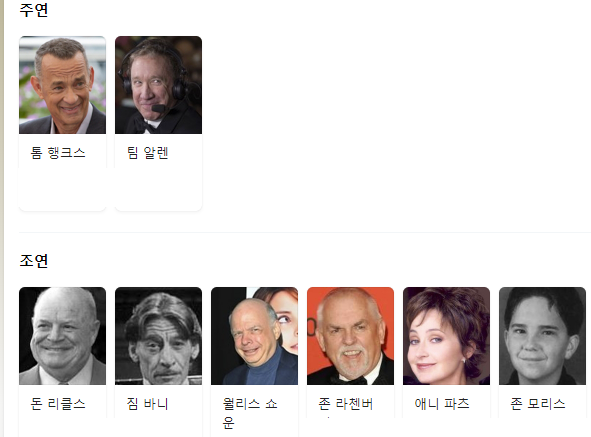 주연
톰 행크스
팀 알렌
조연
돈 리클스
짐 바니
월리스 쇼
운
존 라첸버
애니 파츠
존 모리스